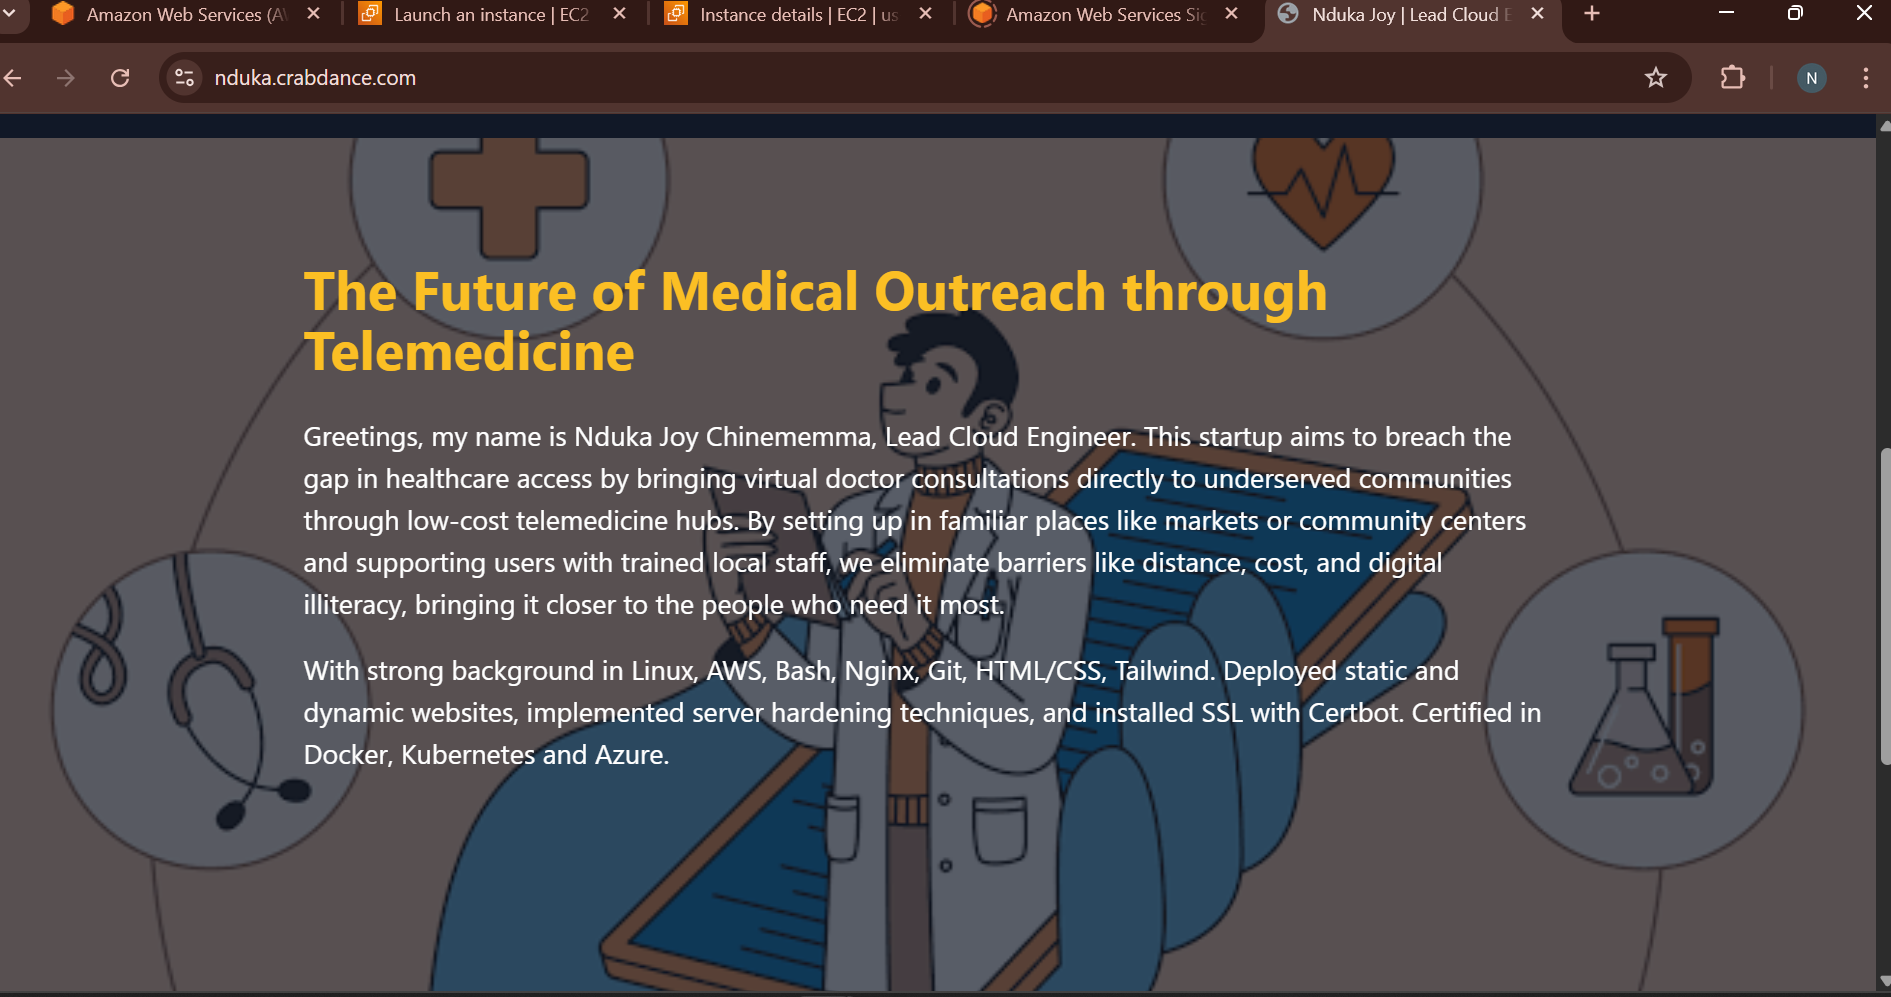 Amazon Web Services (A
Launch an instance | EC2
Instance details | EC2 | us
Amazon Web Services Sig
Nduka Joy | Lead Cloud E
nduka.crabdance.com
N
The Future of Medical Outreach through
Telemedicine
Greetings, my name is Nduka Joy Chinememma, Lead Cloud Engineer. This startup aims to breach the
gap in healthcare access by bringing virtual doctor consultations directly to underserved communities
through low-cost telemedicine hubs. By setting up in familiar places like markets or community centers
and supporting users with trained local staff, we eliminate barriers like distance, cost, and digital
illiteracy, bringing it closer to the people who need it most.
With strong background in Linux, AWS, Bash, Nginx, Git, HTML/CSS, Tailwind. Deployed static and
dynamic websites, implemented server hardening techniques, and installed SSL with Certbot. Certified in
Docker, Kubernetes and Azure.